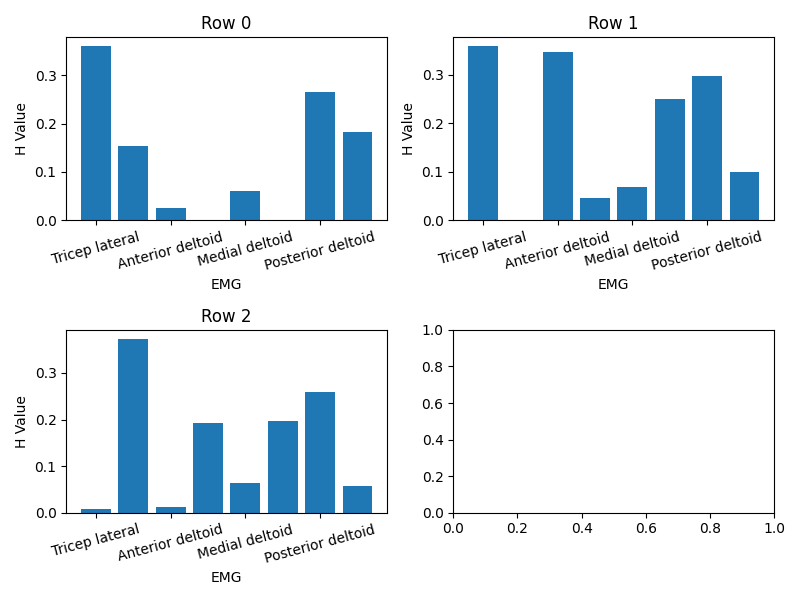 Row 0
H Value
0.3
0.2
0.1
0.0
Tricep lateral
Anterior deltoid
Medial deltoid
Posterior deltoid
EMG
Row 1
H Value
0.3
0.2
0.1
0.0
Tricep lateral
Anterior deltoid
Medial deltoid
Posterior deltoid
EMG
Row 2
H Value
0.3
0.2
0.1
0.0
Tricep lateral
Anterior deltoid
Medial deltoid
Posterior deltoid
EMG
1.0
0.8
0.6
0.4
0.2
0.0
0.0 0.2 0.4 0.6 0.8 1.0